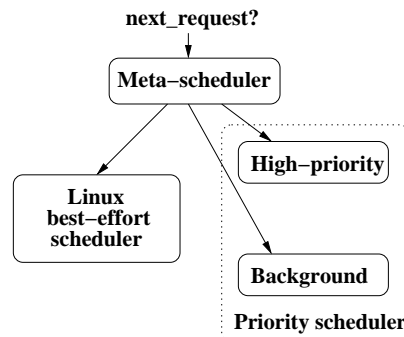 next_request?
Meta-scheduler
High-priority
Linux
best-effort
scheduler
Background
Priority scheduler